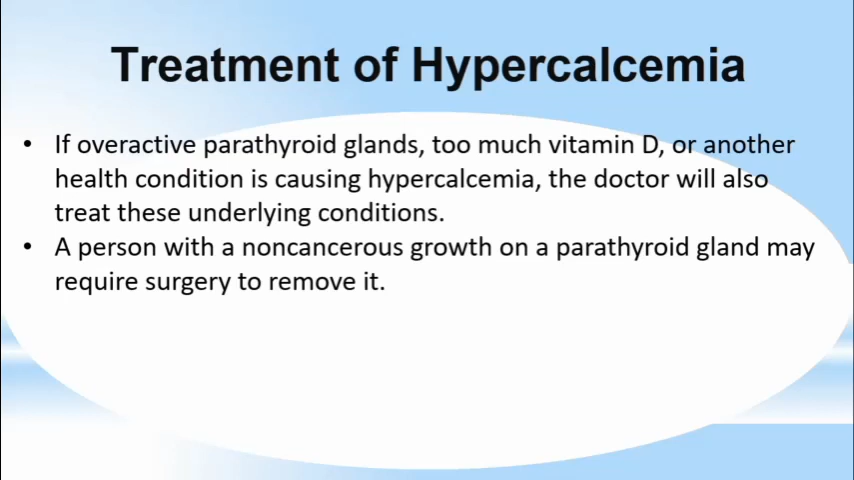 Treatment of Hypercalcemia
• If overactive parathyroid glands, too much vitamin D, or another
health condition is causing hypercalcemia, the doctor will also
treat these underlying conditions.
• A person with a noncancerous growth on a parathyroid gland may
require surgery to remove it.